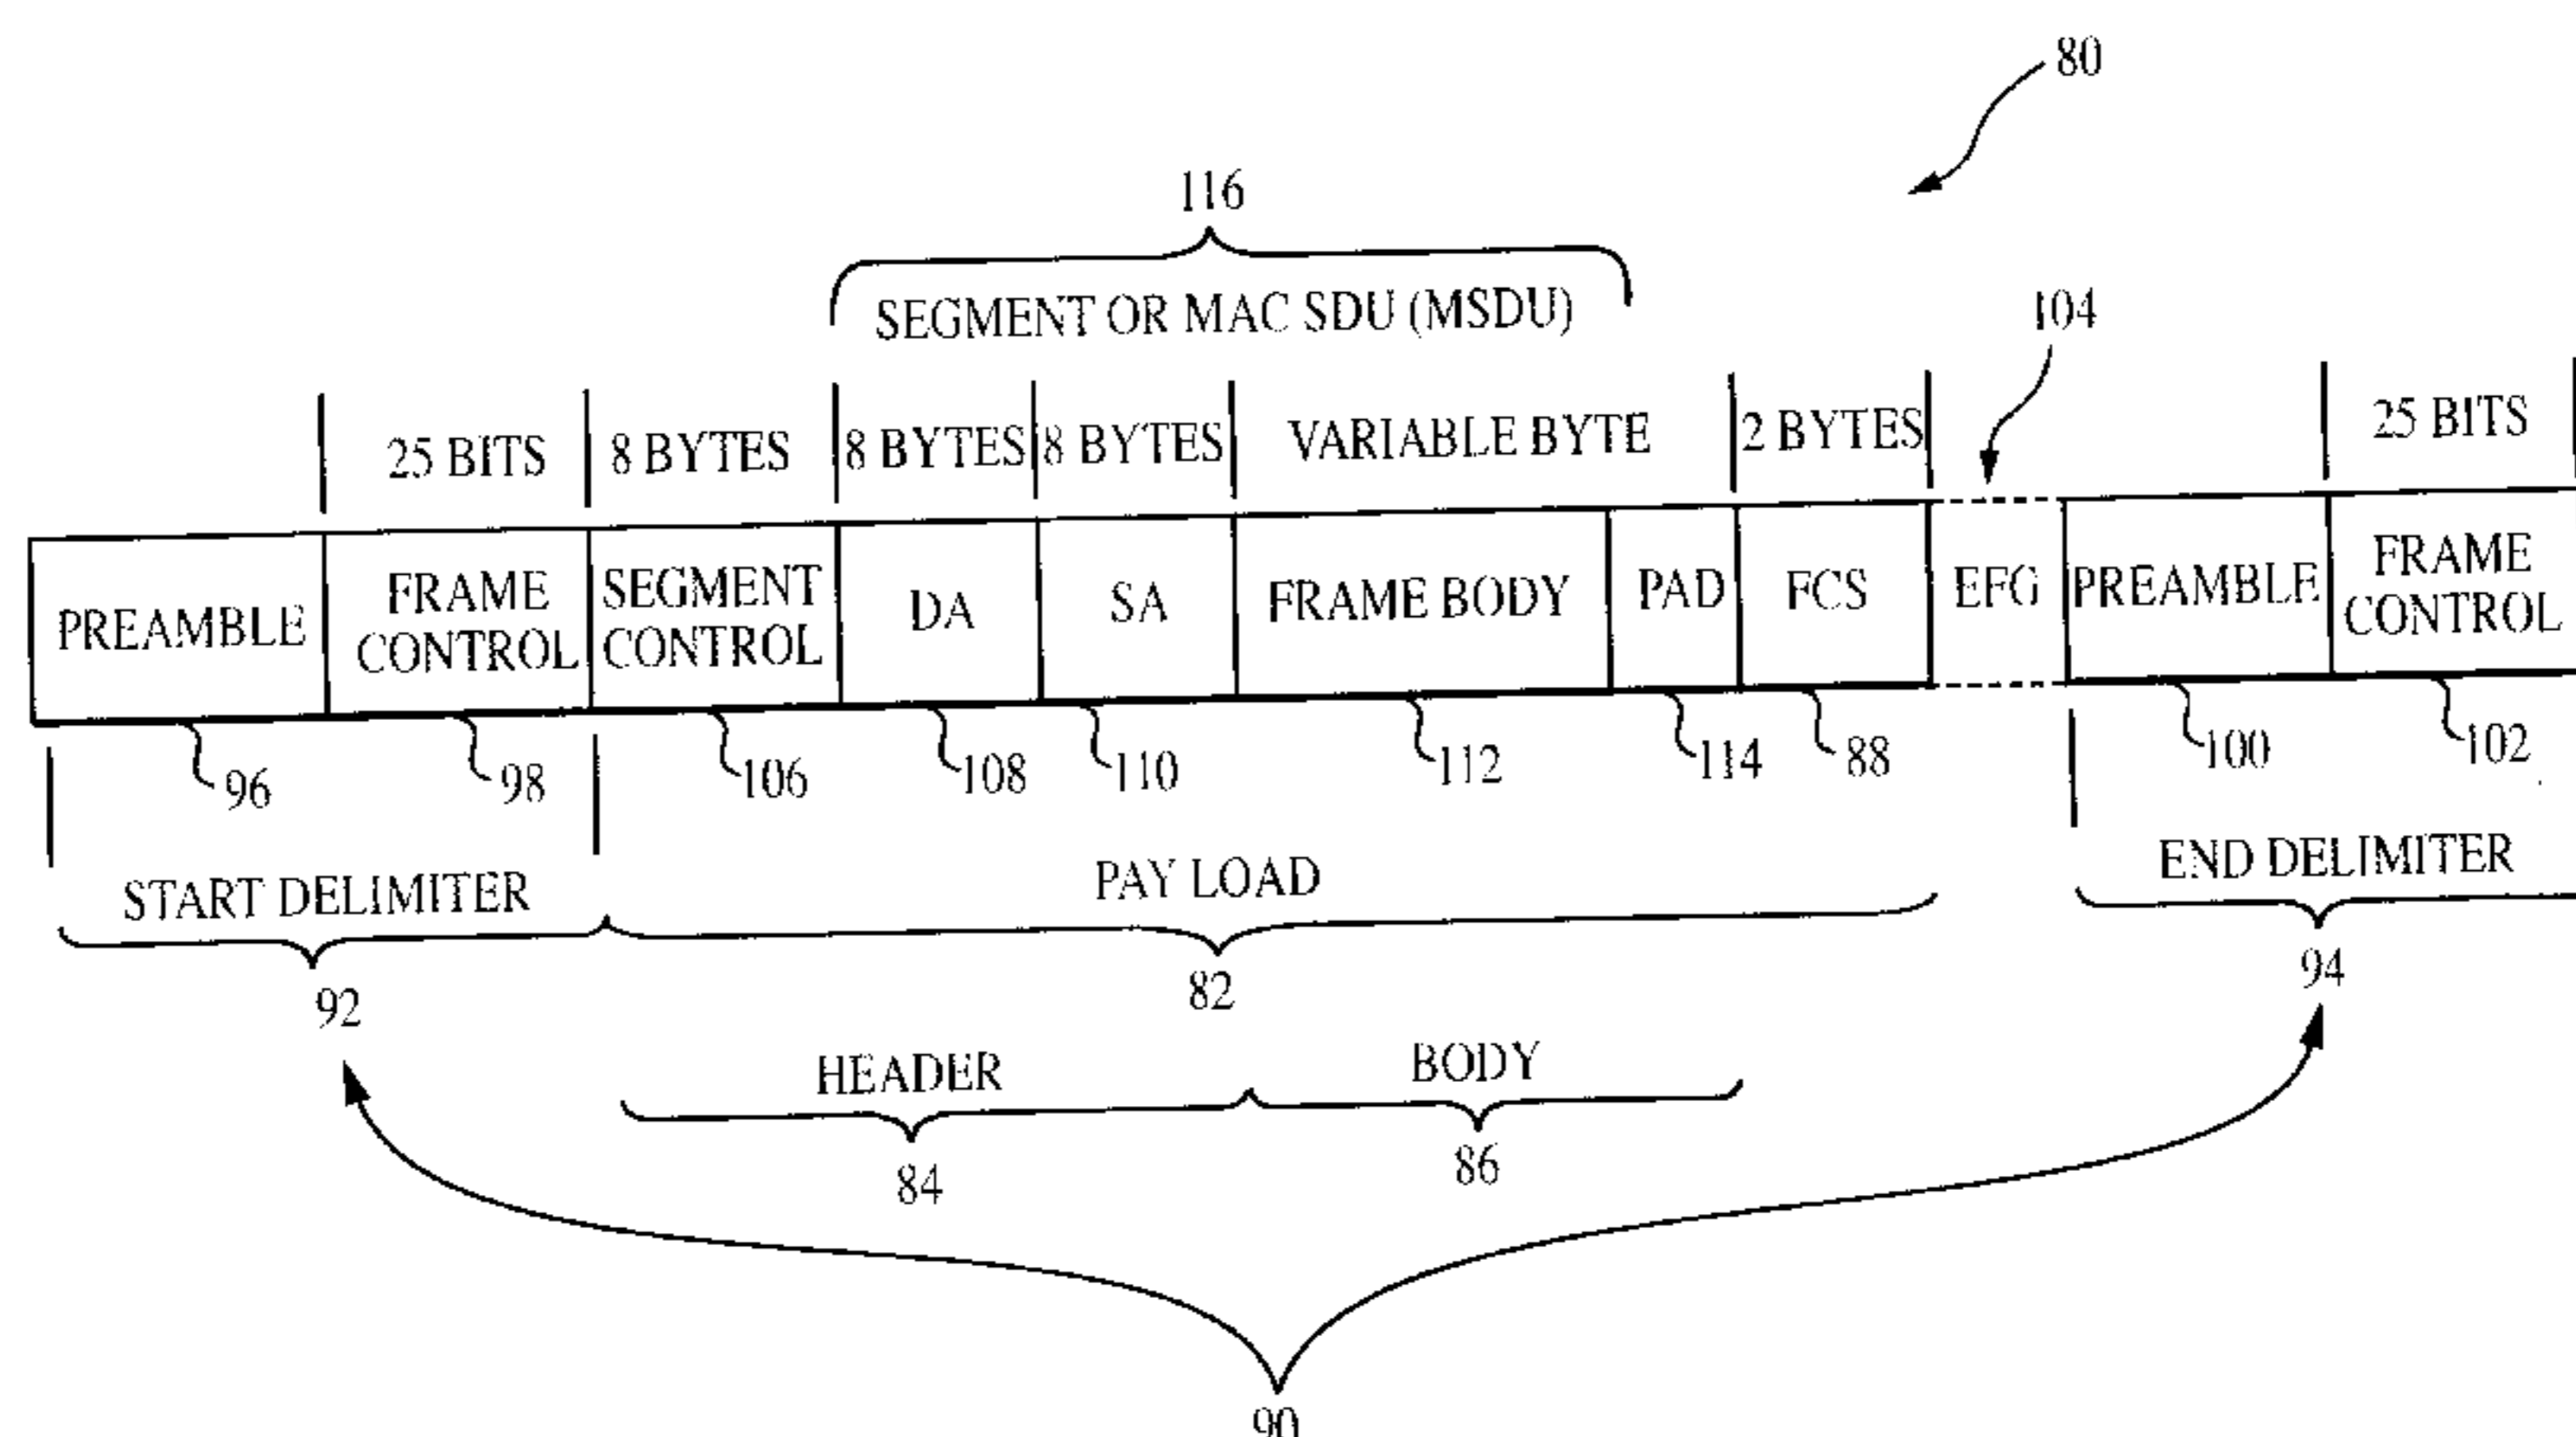 80
116
SEGMENT OR MAC SDU (MSDU)
104
25 BITS
8 BYTES
8 BYTES
8 BYTES
VARIABLE BYTE
2 BYTES
25 BITS
PREAMBLE
FRAME
CONTROL
SEGMENT
CONTROL
DA
SA
FRAME BODY
PAD
FCS
EFG
PREAMBLE
FRAME
CONTROL
96
98
106
108
110
112
114
88
100
102
START DELIMITER
PAY LOAD
END DELIMITER
92
82
94
HEADER
BODY
84
86
90